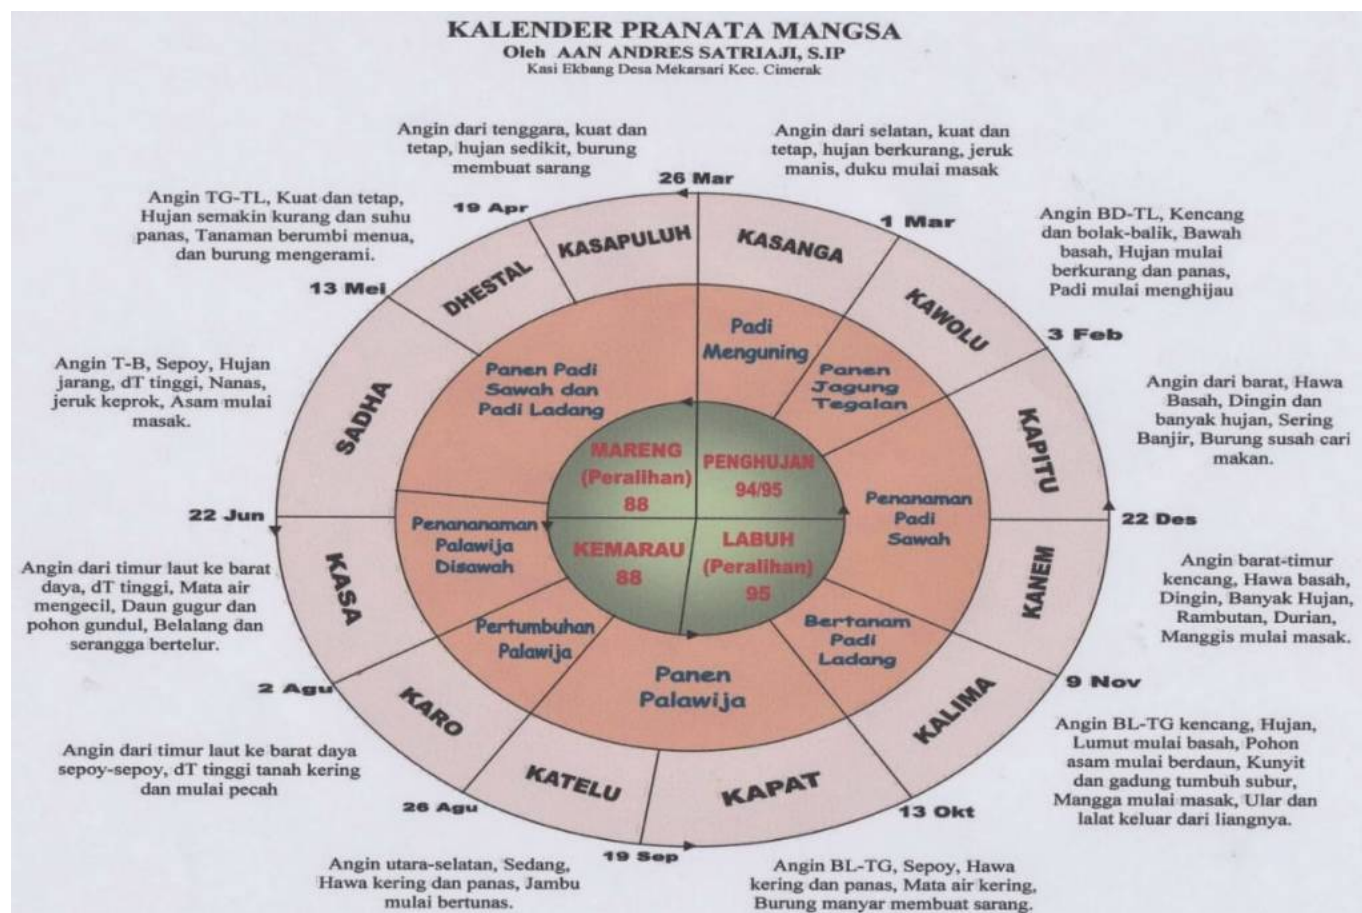 KALENDER PRANATA MANGSA
Oleh AAN ANDRES SATRIAJI, S.IP
Kasi Ekbang Desa Mekarsari Kec. Cimerak
Angin dari tenggara, kuat dan
tetap, hujan sedikit, burung
membuat sarang
Angin dari selatan, kuat dan
tetap, hujan berkurang, jeruk
manis, duku mulai masak
26 Mar
Angin TG-TL, Kuat dan tetap,
Hujan semakin kurang dan suhu
panas, Tanaman berumbi menua,
dan burung mengerami.
19 Apr
1 Mar
Angin BD-TL, Kencang
dan bolak-balik, Bawah
basah, Hujan mulai
berkurang dan panas,
Padi mulai menghijau
KASAPULUH
KASANGA
DHESTAL
KAWOLU
13 Mei
3 Feb
Angin T-B, Sepoy, Hujan
jarang, dT tinggi, Nanas,
jeruk keprok, Asam mulai
masak.
SADHA
Panen Padi
Sawah dan
Padi Ladang
Padi
Menguning
Panen
Jagung
Tegalan
KAPITU
Angin dari barat, Hawa
Basah, Dingin dan
banyak hujan, Sering
Banjir, Burung susah cari
makan.
MARENG
(Peralihan)
88
PENGHUJAN
94/95
Penanaman
Padi
Sawah
22 Jun
22 Des
Penananaman
Palawija
Disawah
KEMARAU
88
LABUH
(Peralihan)
95
KASA
KANEM
Angin dari timur laut ke barat
daya, dT tinggi, Mata air
mengecil, Daun gugur dan
pohon gundul, Belalang dan
serangga bertelur.
Angin barat-timur
kencang, Hawa basah,
Dingin, Banyak Hujan,
Rambutan, Durian,
Manggis mulai masak.
Pertumbuhan
Palawija
Panen
Palawija
Bertanam
Padi
Ladang
2 Agu
9 Nov
KARO
KATELU
KAPAT
KALIMA
Angin dari timur laut ke barat daya
sepoy-sepoy, dT tinggi tanah kering
dan mulai pecah
Angin BL-TG kencang, Hujan,
Lumut mulai basah, Pohon
asam mulai berdaun, Kunyit
dan gadung tumbuh subur,
Mangga mulai masak, Ular dan
lalat keluar dari liangnya.
26 Agu
13 Okt
19 Sep
Angin utara-selatan, Sedang,
Hawa kering dan panas, Jambu
mulai bertunas.
Angin BL-TG, Sepoy, Hawa
kering dan panas, Mata air kering,
Burung manyar membuat sarang.